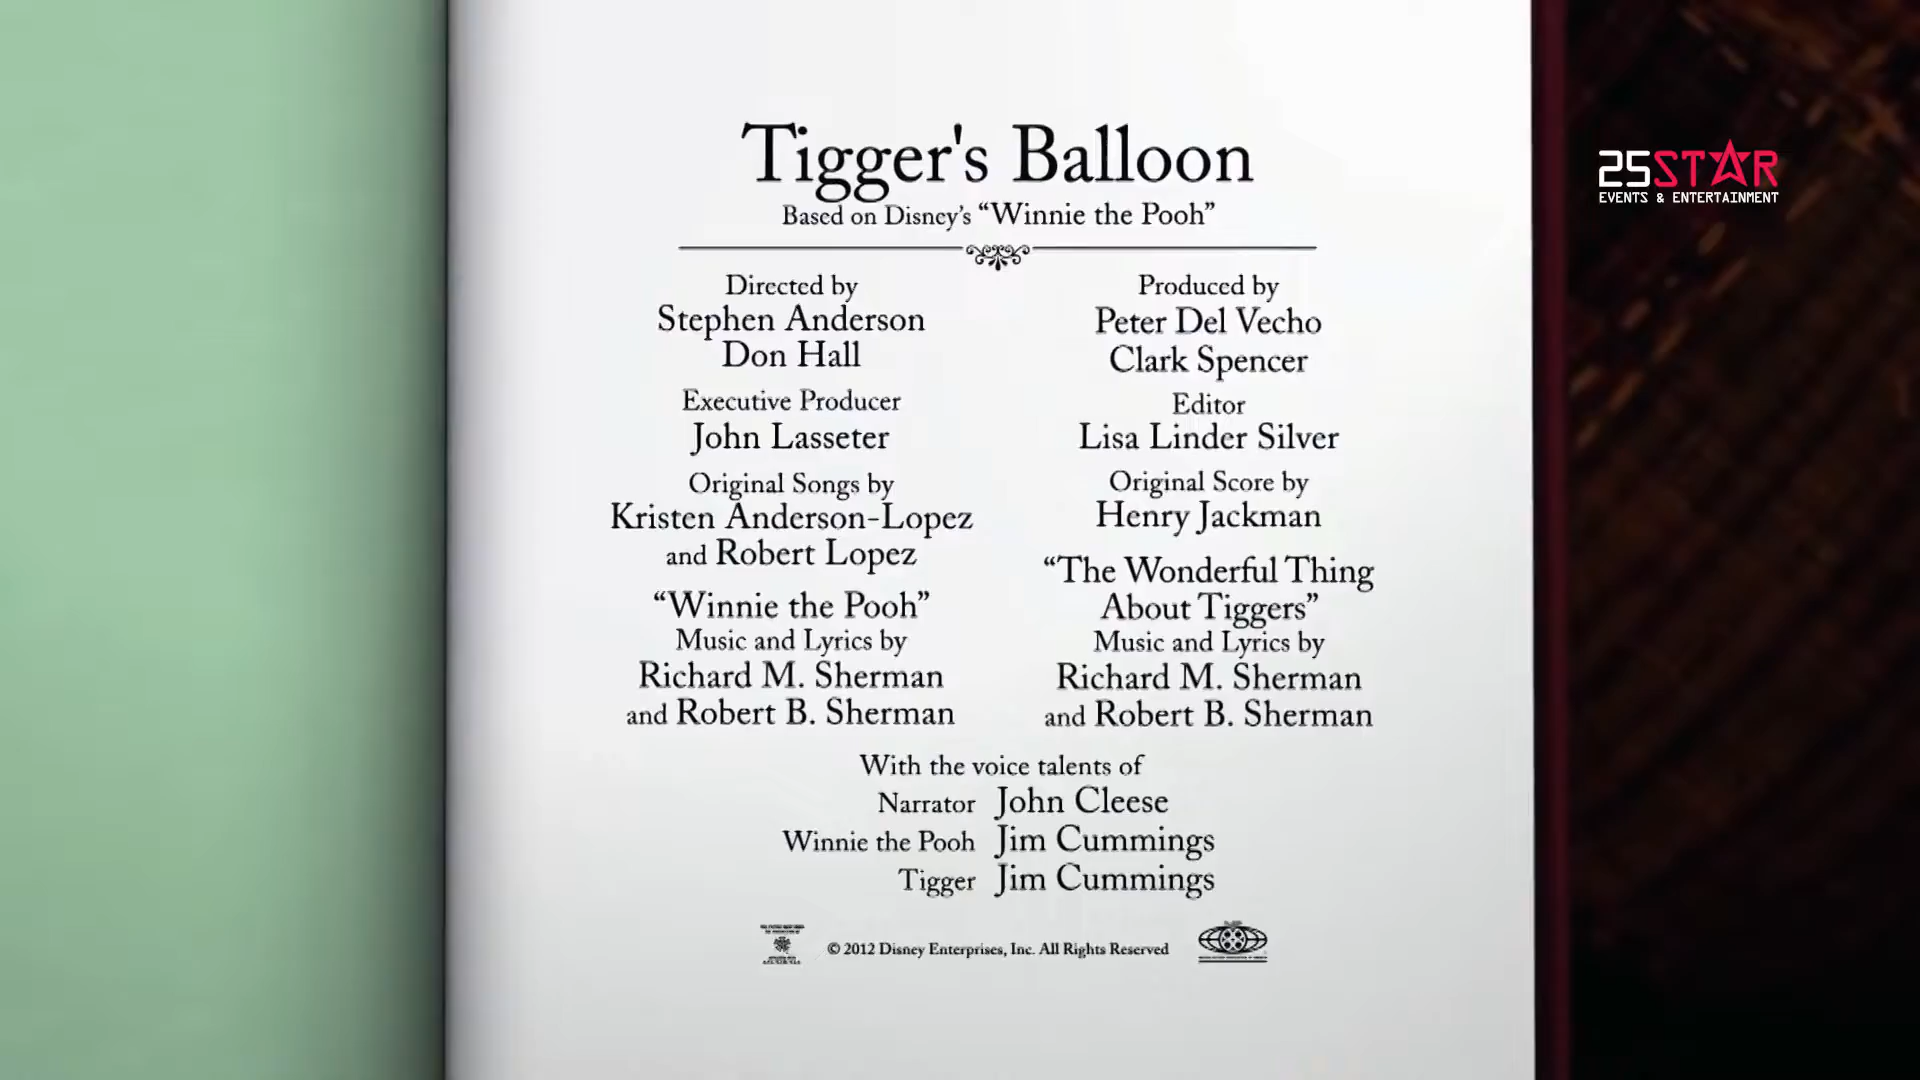 Tigger's Balloon
Based on Disney's “Winnie the Pooh”
Directed by
Stephen Anderson
Don Hall
Executive Producer
John Lasseter
Original Songs by
Kristen Anderson-Lopez
and Robert Lopez
“Winnie the Pooh”
Music and Lyrics by
Richard M. Sherman
and Robert B. Sherman
Produced by
Peter Del Vecho
Clark Spencer
Editor
Lisa Linder Silver
Original Score by
Henry Jackman
“The Wonderful Thing
About Tiggers”
Music and Lyrics by
Richard M. Sherman
and Robert B. Sherman
With the voice talents of
Narrator John Cleese
Winnie the Pooh Jim Cummings
Tigger Jim Cummings
© 2012 Disney Enterprises, Inc. All Rights Reserved
25STAR
EVENTS & ENTERTAINMENT